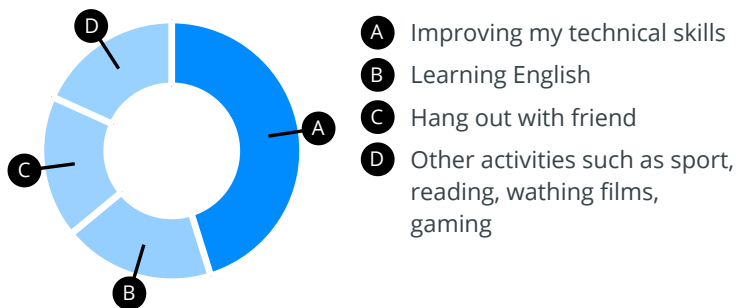 D
A
C
B
A Improving my technical skills
B Learning English
C Hang out with friend
D Other activities such as sport,
reading, wathing films,
gaming